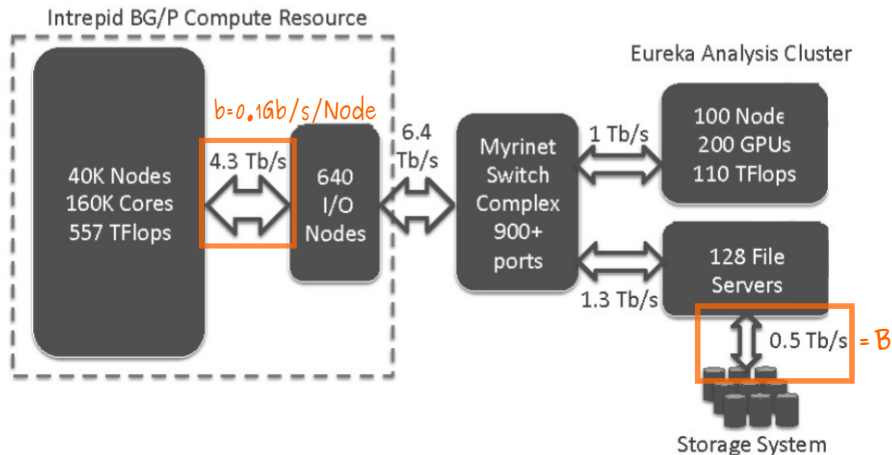 Intrepid BG/P Compute Resource
40K Nodes
160K Cores
557 TFlops
b=0.1Gb/s/Node
4.3 Tb/s
640
I/O
Nodes
6.4
Tb/s
Myrinet
Switch
Complex
900+
ports
1 Tb/s
1.3 Tb/s
Eureka Analysis Cluster
100 Node
200 GPUs
110 TFlops
128 File
Servers
0.5 Tb/s = B
Storage System